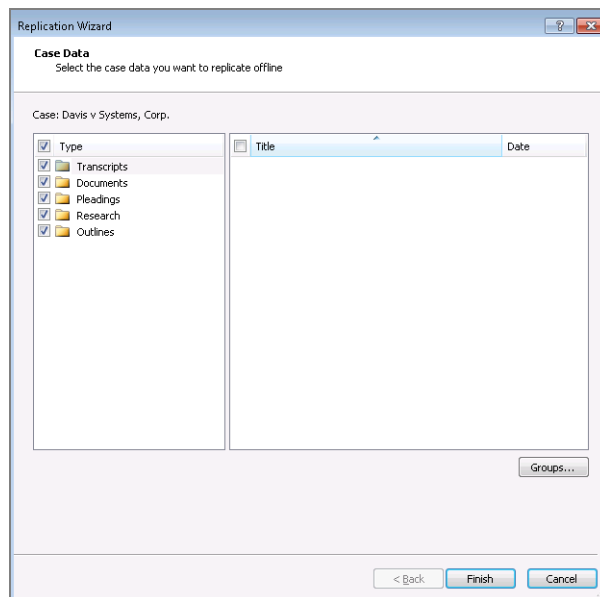 Replication Wizard
Case Data
Select the case data you want to replicate offline
Case: Davis v Systems, Corp.
Type
Title
Date
Transcripts
Documents
Pleadings
Research
Outlines
Groups...
< Back
Finish
Cancel